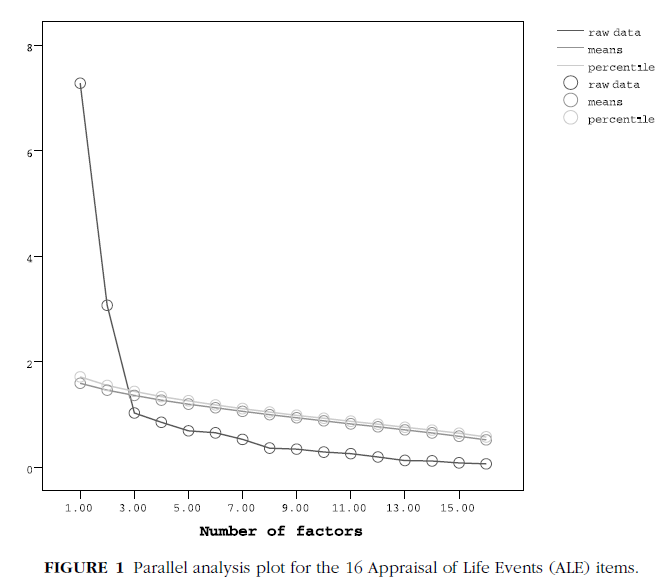 8
6
4
2
0
1.00 3.00 5.00 7.00 9.00 11.00 13.00 15.00
Number of factors
raw data
means
percentile
raw data
means
percentile
FIGURE 1 Parallel analysis plot for the 16 Appraisal of Life Events (ALE) items.